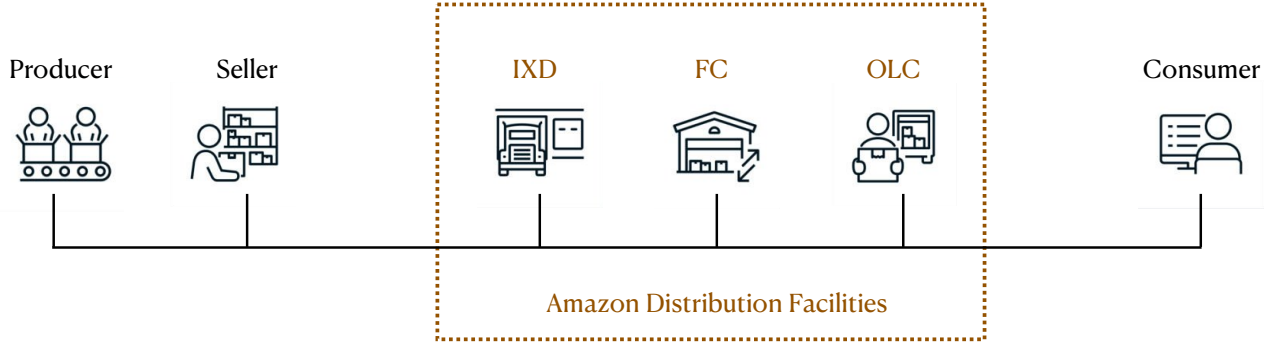 Producer
Seller
IXD
FC
OLC
Consumer
Amazon Distribution Facilities